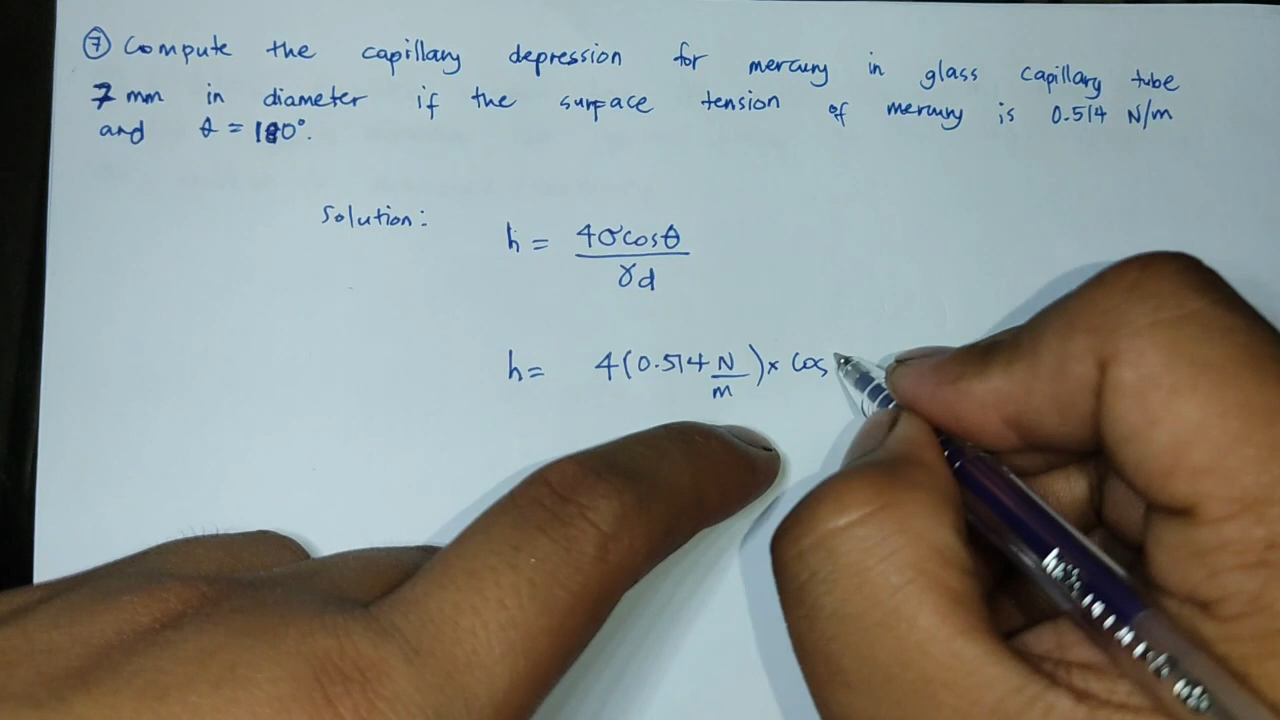 ⑦ Compute the capillary depression for mercury in glass capillary tube
7 mm in diameter if the surface tension of mercury is 0.514 N/m
and θ = 180°.
Solution:
h = 4σcosθ / γd
h = 4(0.514 N/m) × cos